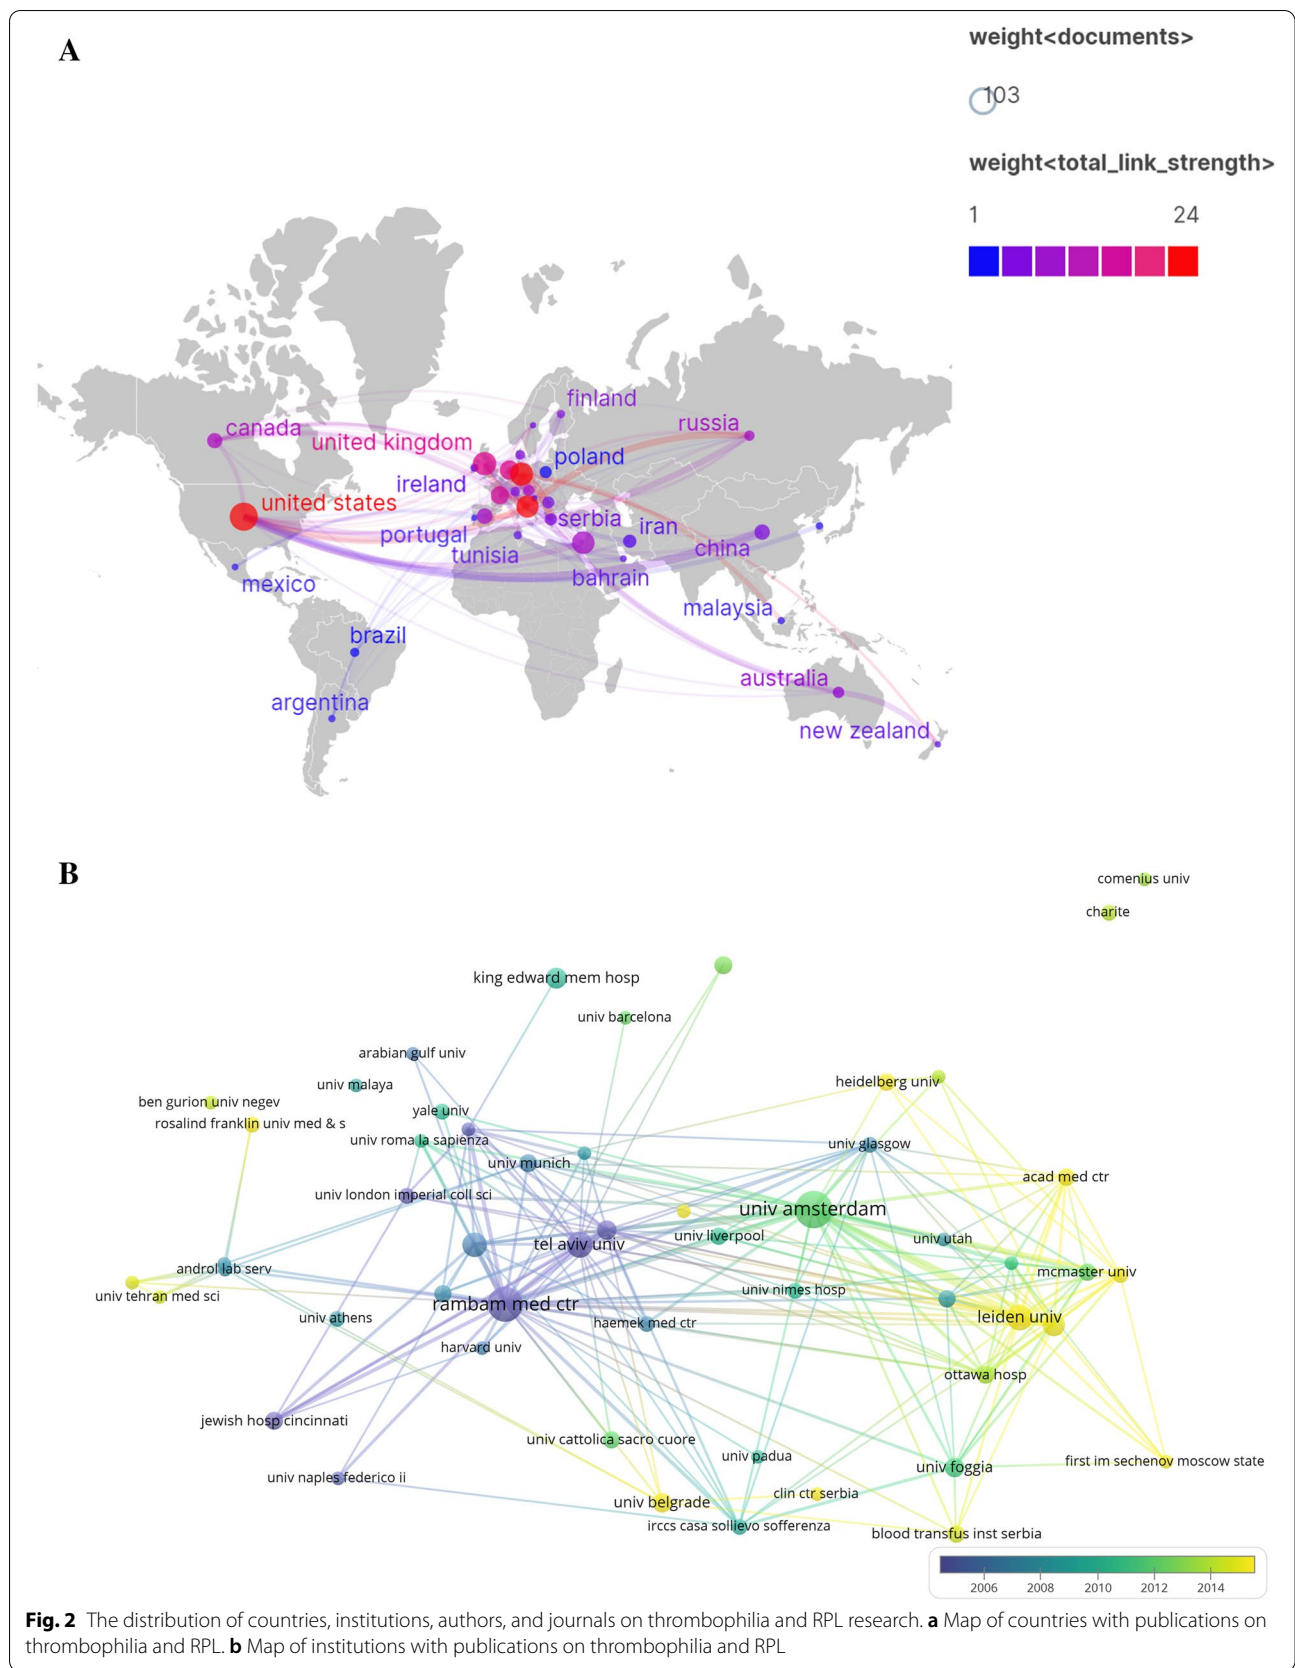 A
weight<documents>
103
weight<total_link_strength>
1 24
finland
canada
russia
united kingdom
poland
ireland
united states
serbia
iran
portugal
china
tunisia
bahrain
mexico
malaysia
brazil
australia
argentina
new zealand
B
comenius univ
charite
king edward mem hosp
univ barcelona
arabian gulf univ
heidelberg univ
univ malaya
ben gurion univ negev
yale univ
rosalind franklin univ med & s
univ roma la sapienza
univ glasgow
univ munich
acad med ctr
univ london imperial coll sci
univ amsterdam
univ liverpool
univ utah
tel aviv univ
androl lab serv
mcmaster univ
univ tehran med sci
univ nimes hosp
rambam med ctr
univ athens
haemek med ctr
leiden univ
harvard univ
ottawa hosp
jewish hosp cincinnati
univ cattolica sacro cuore
univ padua
first im sechenov moscow state
univ foggia
univ naples federico ii
clin ctr serbia
univ belgrade
irccs casa sollievo sofferenza
blood transfus inst serbia
2006 2008 2010 2012 2014
Fig. 2 The distribution of countries, institutions, authors, and journals on thrombophilia and RPL research. a Map of countries with publications on
thrombophilia and RPL. b Map of institutions with publications on thrombophilia and RPL